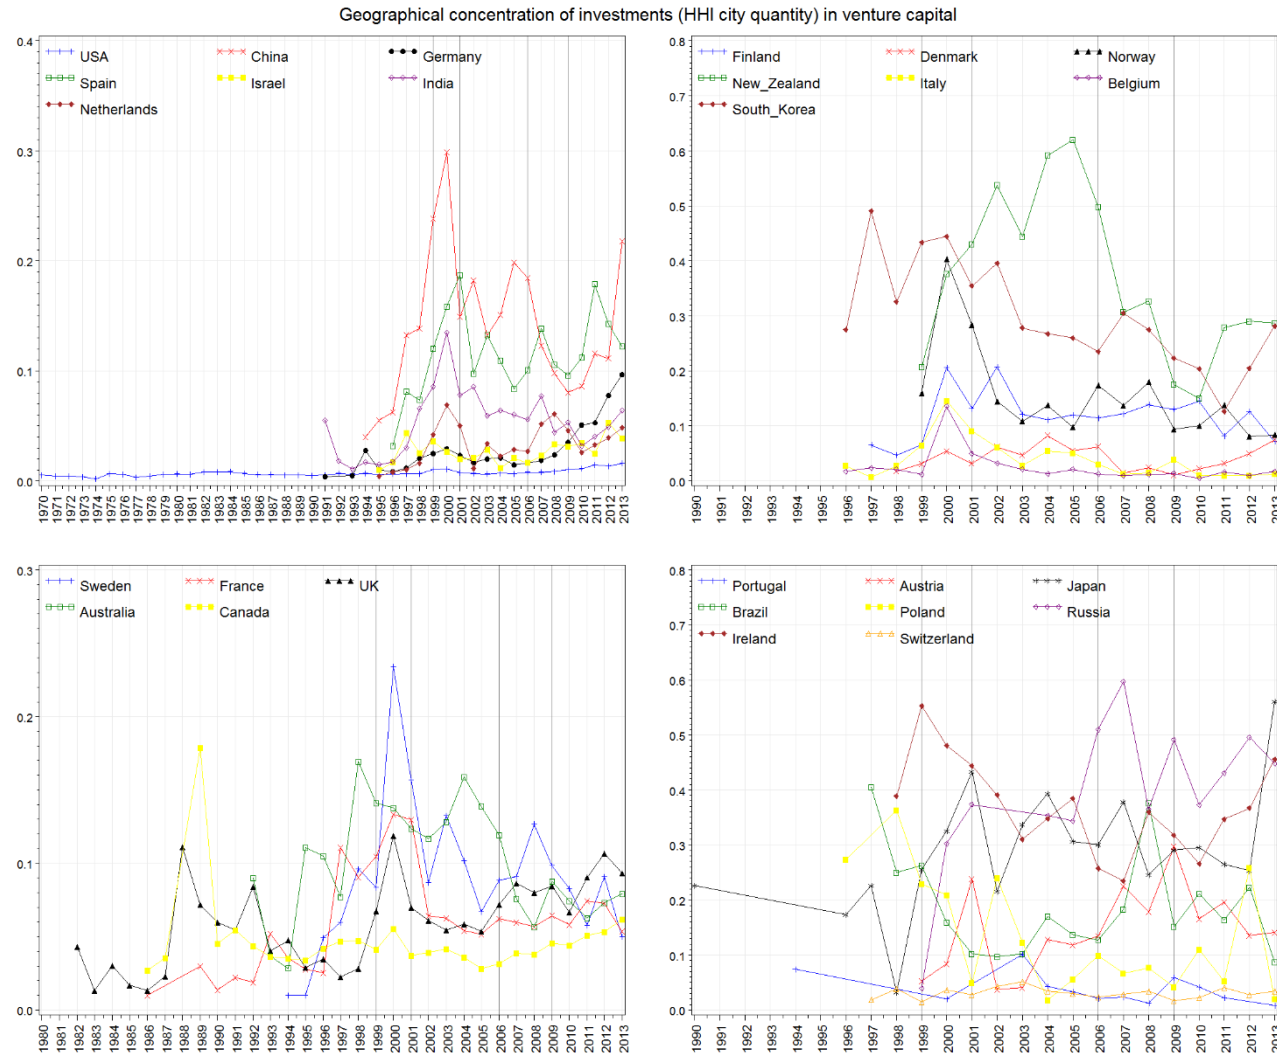 Geographical concentration of investments (HHI city quantity) in venture capital
0.4
USA China Germany
Spain Israel India
Netherlands
0.3
0.2
0.1
0.0
1970 1971 1972 1973 1974 1975 1976 1977 1978 1979 1980 1981 1982 1983 1984 1985 1986 1987 1988 1989 1990 1991 1992 1993 1994 1995 1996 1997 1998 1999 2000 2001 2002 2003 2004 2005 2006 2007 2008 2009 2010 2011 2012 2013
0.8
Finland Denmark Norway
New_Zealand Italy Belgium
0.7
South_Korea
0.6
0.5
0.4
0.3
0.2
0.1
0.0
1990 1991 1992 1993 1994 1995 1996 1997 1998 1999 2000 2001 2002 2003 2004 2005 2006 2007 2008 2009 2010 2011 2012 2013
0.3
Sweden France UK
Australia Canada
0.2
0.1
0.0
1980 1981 1982 1983 1984 1985 1986 1987 1988 1989 1990 1991 1992 1993 1994 1995 1996 1997 1998 1999 2000 2001 2002 2003 2004 2005 2006 2007 2008 2009 2010 2011 2012 2013
0.8
Portugal Austria Japan
Brazil Poland Russia
0.7
Ireland Switzerland
0.6
0.5
0.4
0.3
0.2
0.1
0.0
1990 1991 1992 1993 1994 1995 1996 1997 1998 1999 2000 2001 2002 2003 2004 2005 2006 2007 2008 2009 2010 2011 2012 2013